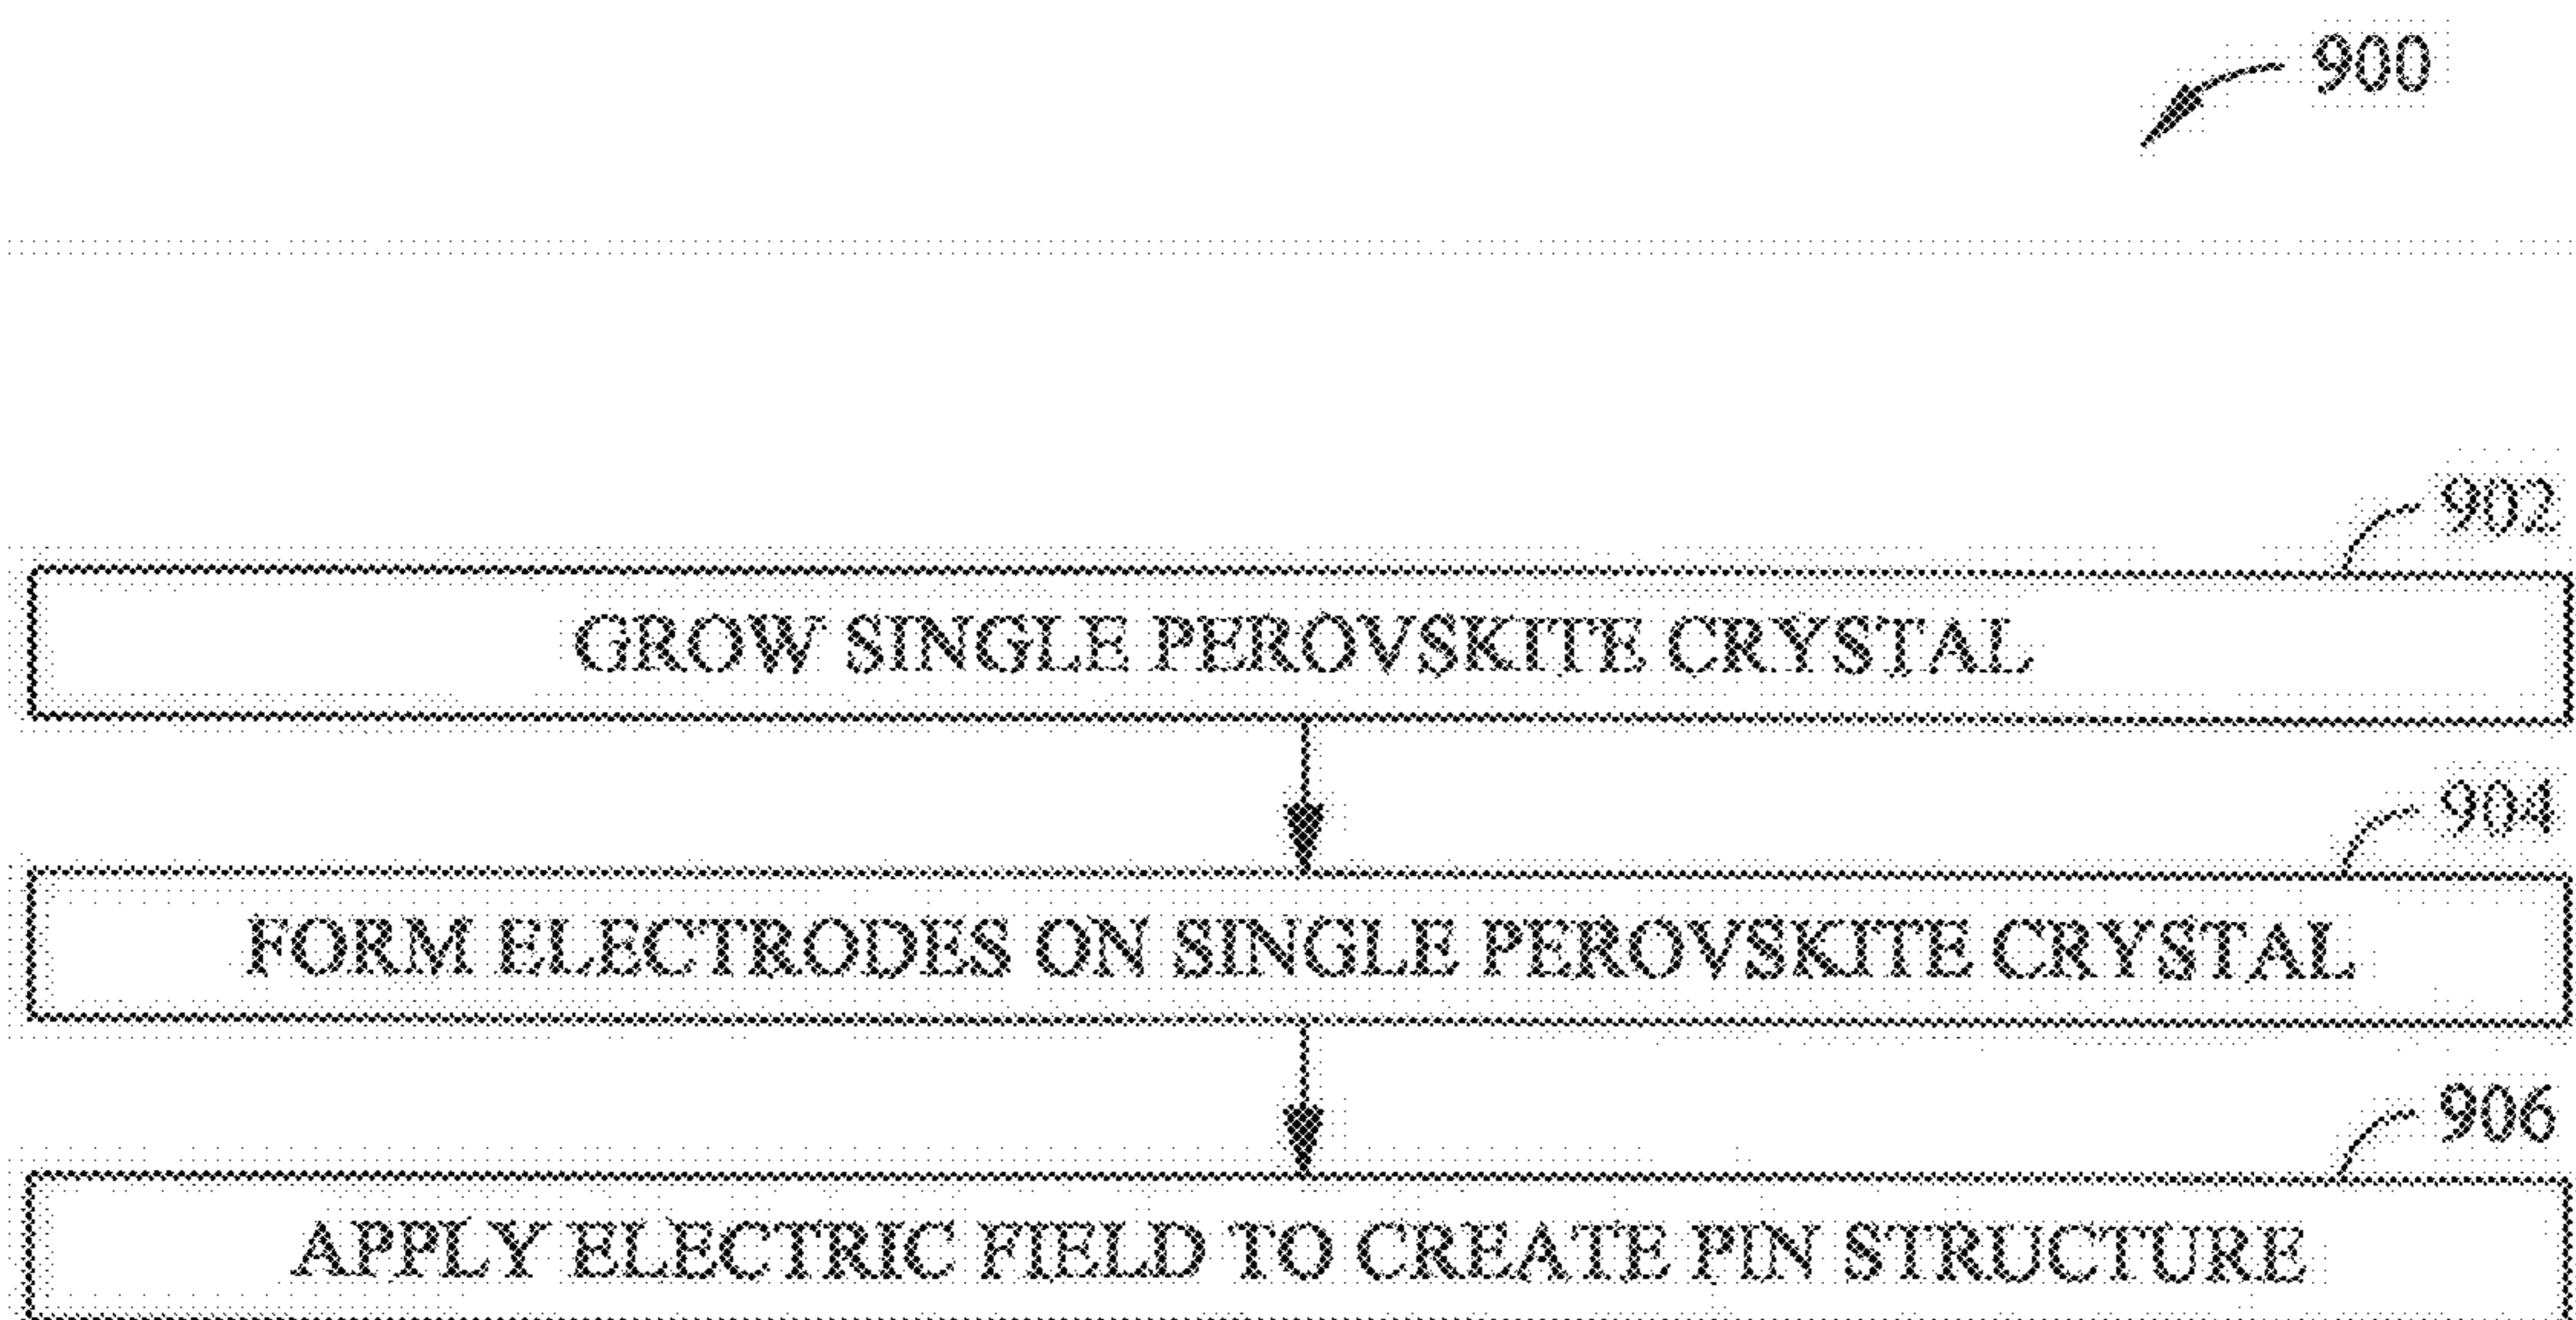 900
902
GROW SINGLE PEROVSKITE CRYSTAL
904
FORM ELECTRODES ON SINGLE PEROVSKITE CRYSTAL
906
APPLY ELECTRIC FIELD TO CREATE PIN STRUCTURE